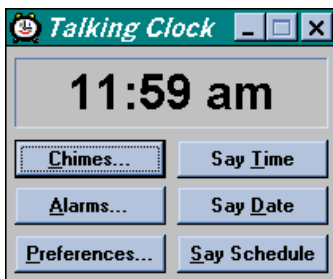 Talking Clock
11:59 am
Chimes... Say Time
Alarms... Say Date
Preferences... Say Schedule